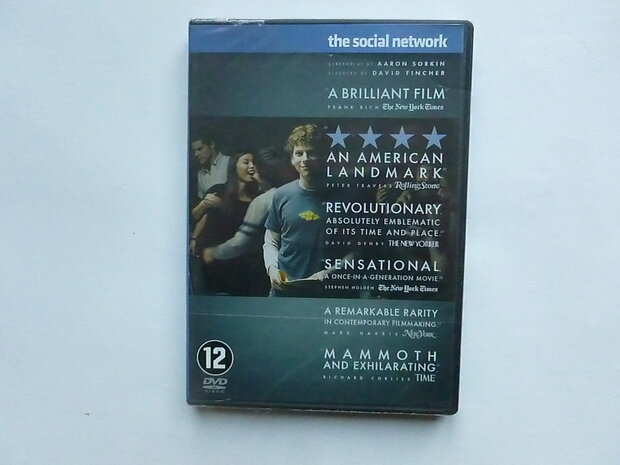 the social network
SCREENPLAY BY AARON SORKIN
DIRECTED BY DAVID FINCHER
"A BRILLIANT FILM"
FRANK RICH The New York Times
"AN AMERICAN
LANDMARK"
PETER TRAVERS RollingStone
"REVOLUTIONARY.
ABSOLUTELY EMBLEMATIC
OF ITS TIME AND PLACE."
DAVID DENBY THE NEW YORKER
"SENSATIONAL.
A ONCE-IN-A-GENERATION MOVIE"
STEPHEN HOLDEN The New York Times
"A REMARKABLE RARITY
IN CONTEMPORARY FILMMAKING."
MARK HARRIS New York
"MAMMOTH
AND EXHILARATING"
RICHARD CORLISS TIME
12
DVD
VIDEO